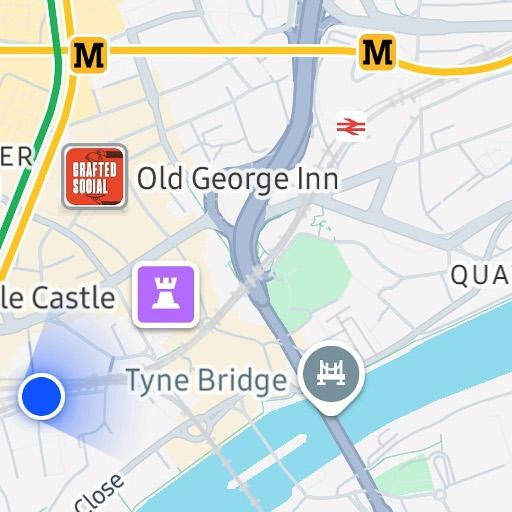 M
M
ER
CRAFTED
SOCIAL
Old George Inn
QUA
le Castle
Tyne Bridge
Close